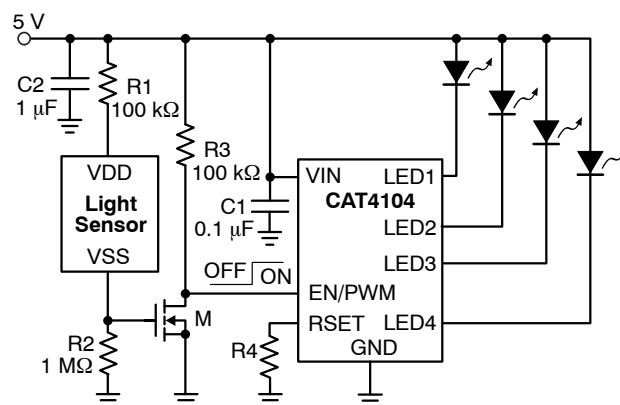 5 V
C2
1 μF
R1
100 kΩ
R3
100 kΩ
VDD
Light
Sensor
VSS
C1
0.1 μF
VIN
LED1
CAT4104
LED2
LED3
OFF
ON
EN/PWM
RSET
LED4
GND
M
R2
1 MΩ
R4